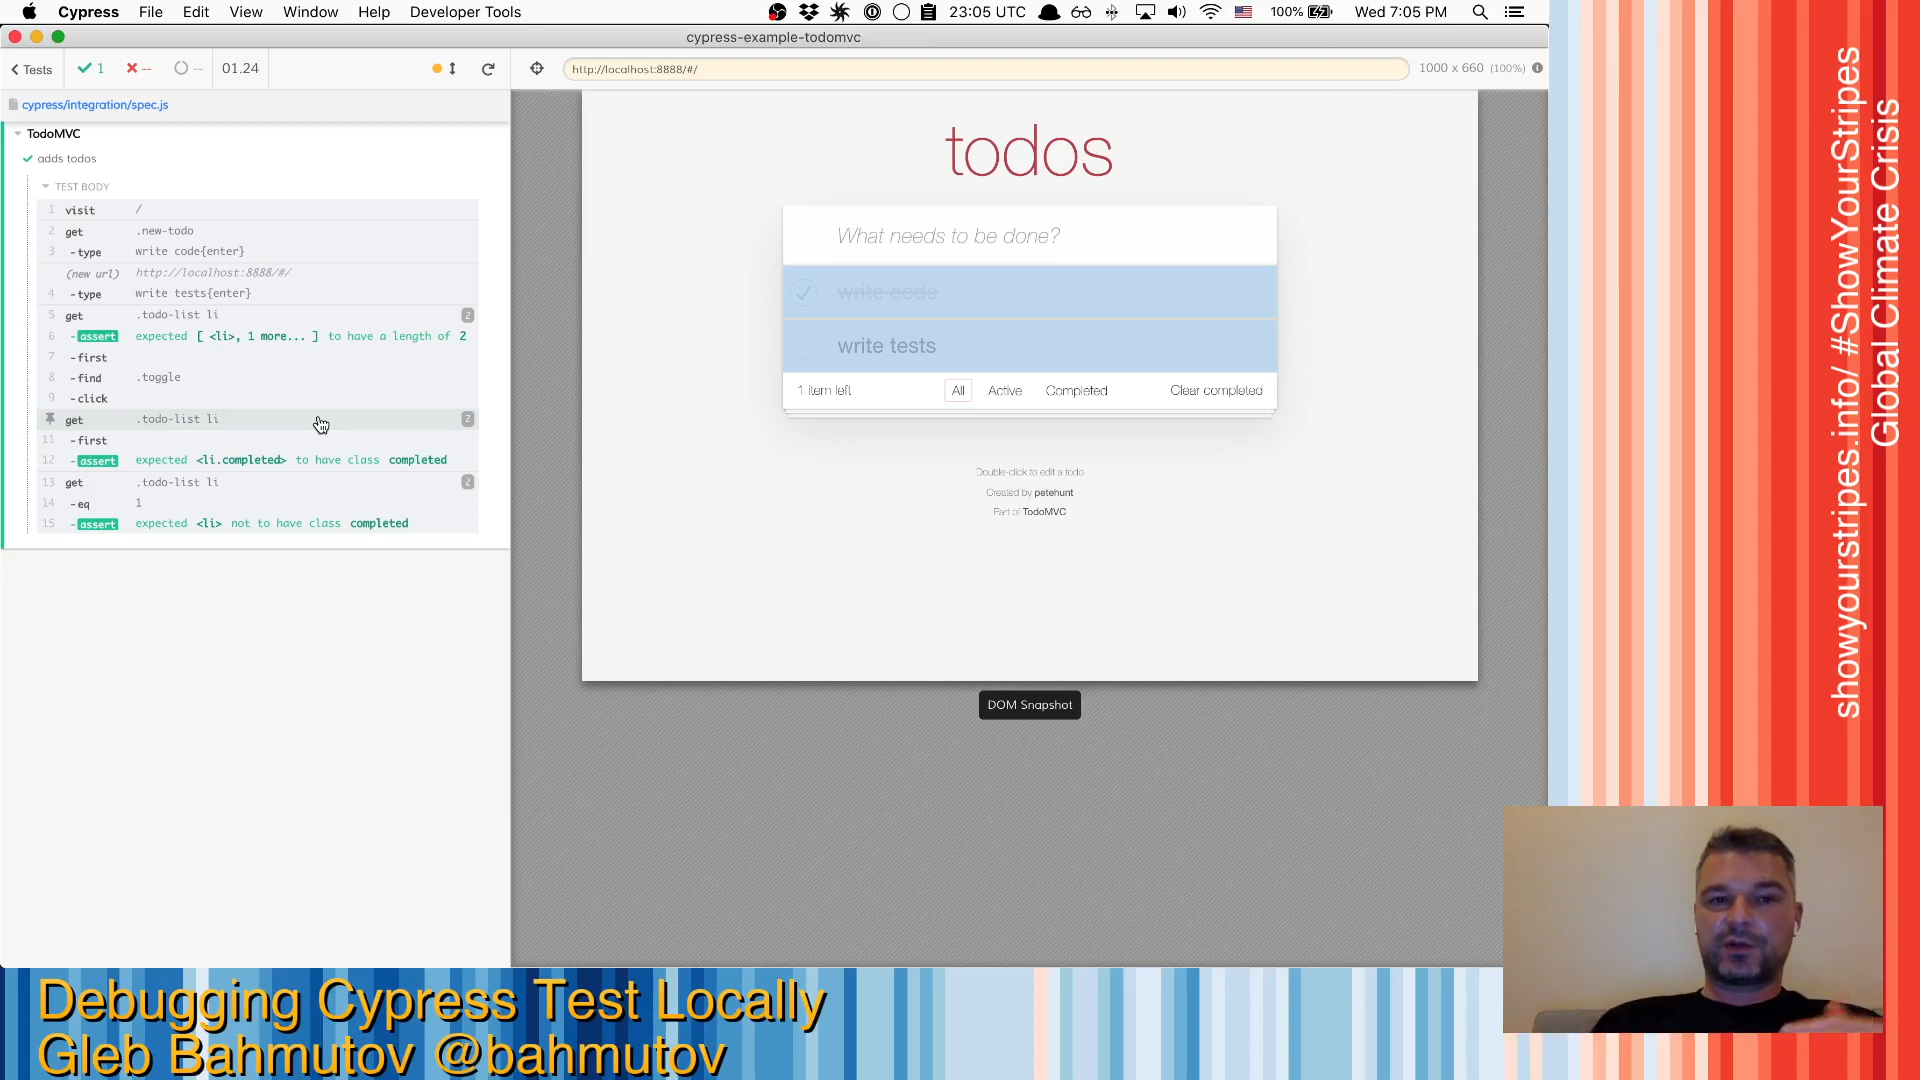 Cypress File Edit View Window Help Developer Tools 23:05 UTC 100% Wed 7:05 PM
cypress-example-todomvc
Tests 1 -- -- 01.24 http://localhost:8888/#/ 1000 x 660 (100%)
cypress/integration/spec.js
TodoMVC
adds todos
TEST BODY
1 visit /
2 get .new-todo
3 -type write code{enter}
(new url) http://localhost:8888/#/
4 -type write tests{enter}
5 get .todo-list li 2
6 -assert expected [ <li>, 1 more... ] to have a length of 2
7 -first
8 -find .toggle
9 -click
get .todo-list li 2
11 -first
12 -assert expected <li.completed> to have class completed
13 get .todo-list li 2
14 -eq 1
15 -assert expected <li> not to have class completed
todos
What needs to be done?
write code
write tests
1 item left All Active Completed Clear completed
Double-click to edit a todo
Created by petehunt
Part of TodoMVC
DOM Snapshot
showyourstripes.info/ #ShowYourStripes
Global Climate Crisis
Debugging Cypress Test Locally
Gleb Bahmutov @bahmutov